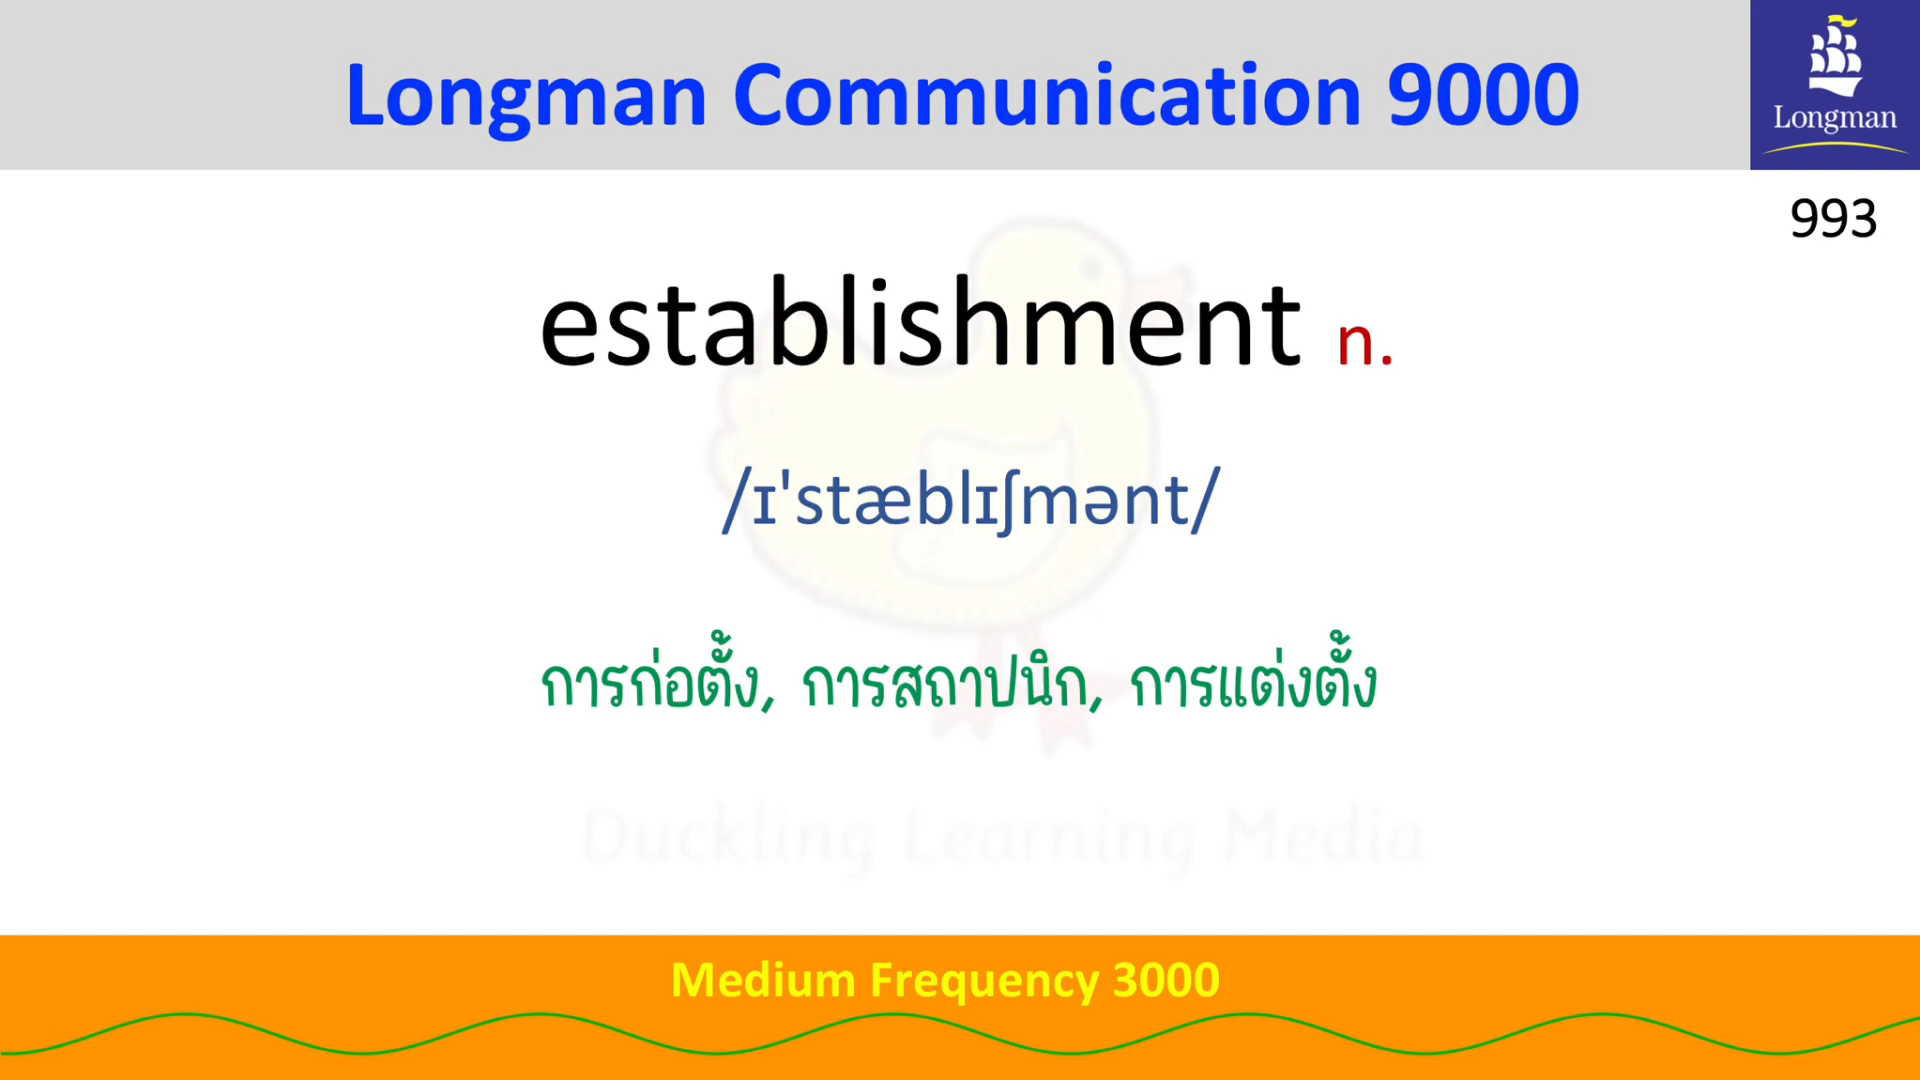 Longman Communication 9000
Longman
993
establishment n.
/ɪ'stæblɪʃmənt/
การก่อตั้ง, การสถาปนิก, การแต่งตั้ง
Duckling Learning Media
Medium Frequency 3000